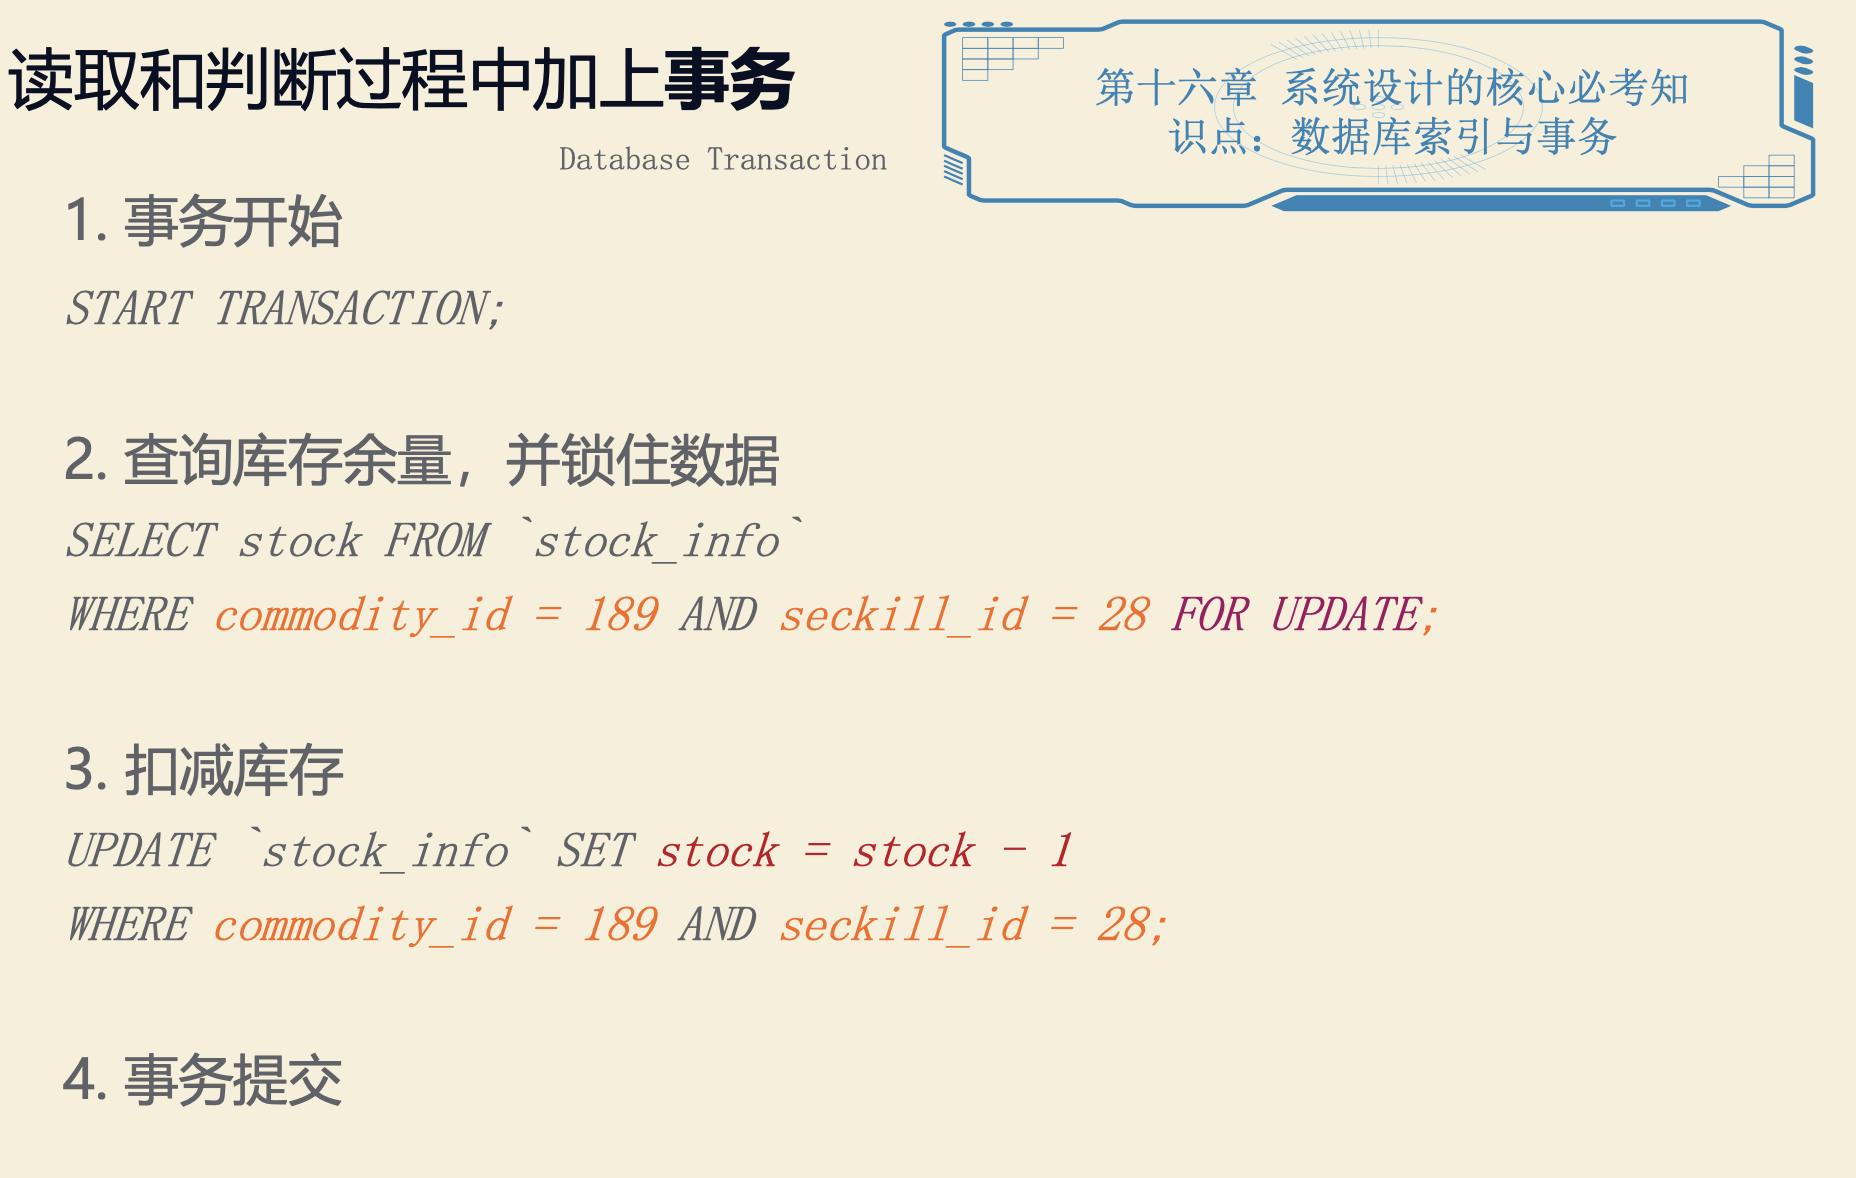 读取和判断过程中加上事务
第十六章 系统设计的核心必考知
识点：数据库索引与事务
Database Transaction
1. 事务开始
START TRANSACTION;
2. 查询库存余量，并锁住数据
SELECT stock FROM `stock_info`
WHERE commodity_id = 189 AND seckill_id = 28 FOR UPDATE;
3. 扣减库存
UPDATE `stock_info` SET stock = stock - 1
WHERE commodity_id = 189 AND seckill_id = 28;
4. 事务提交